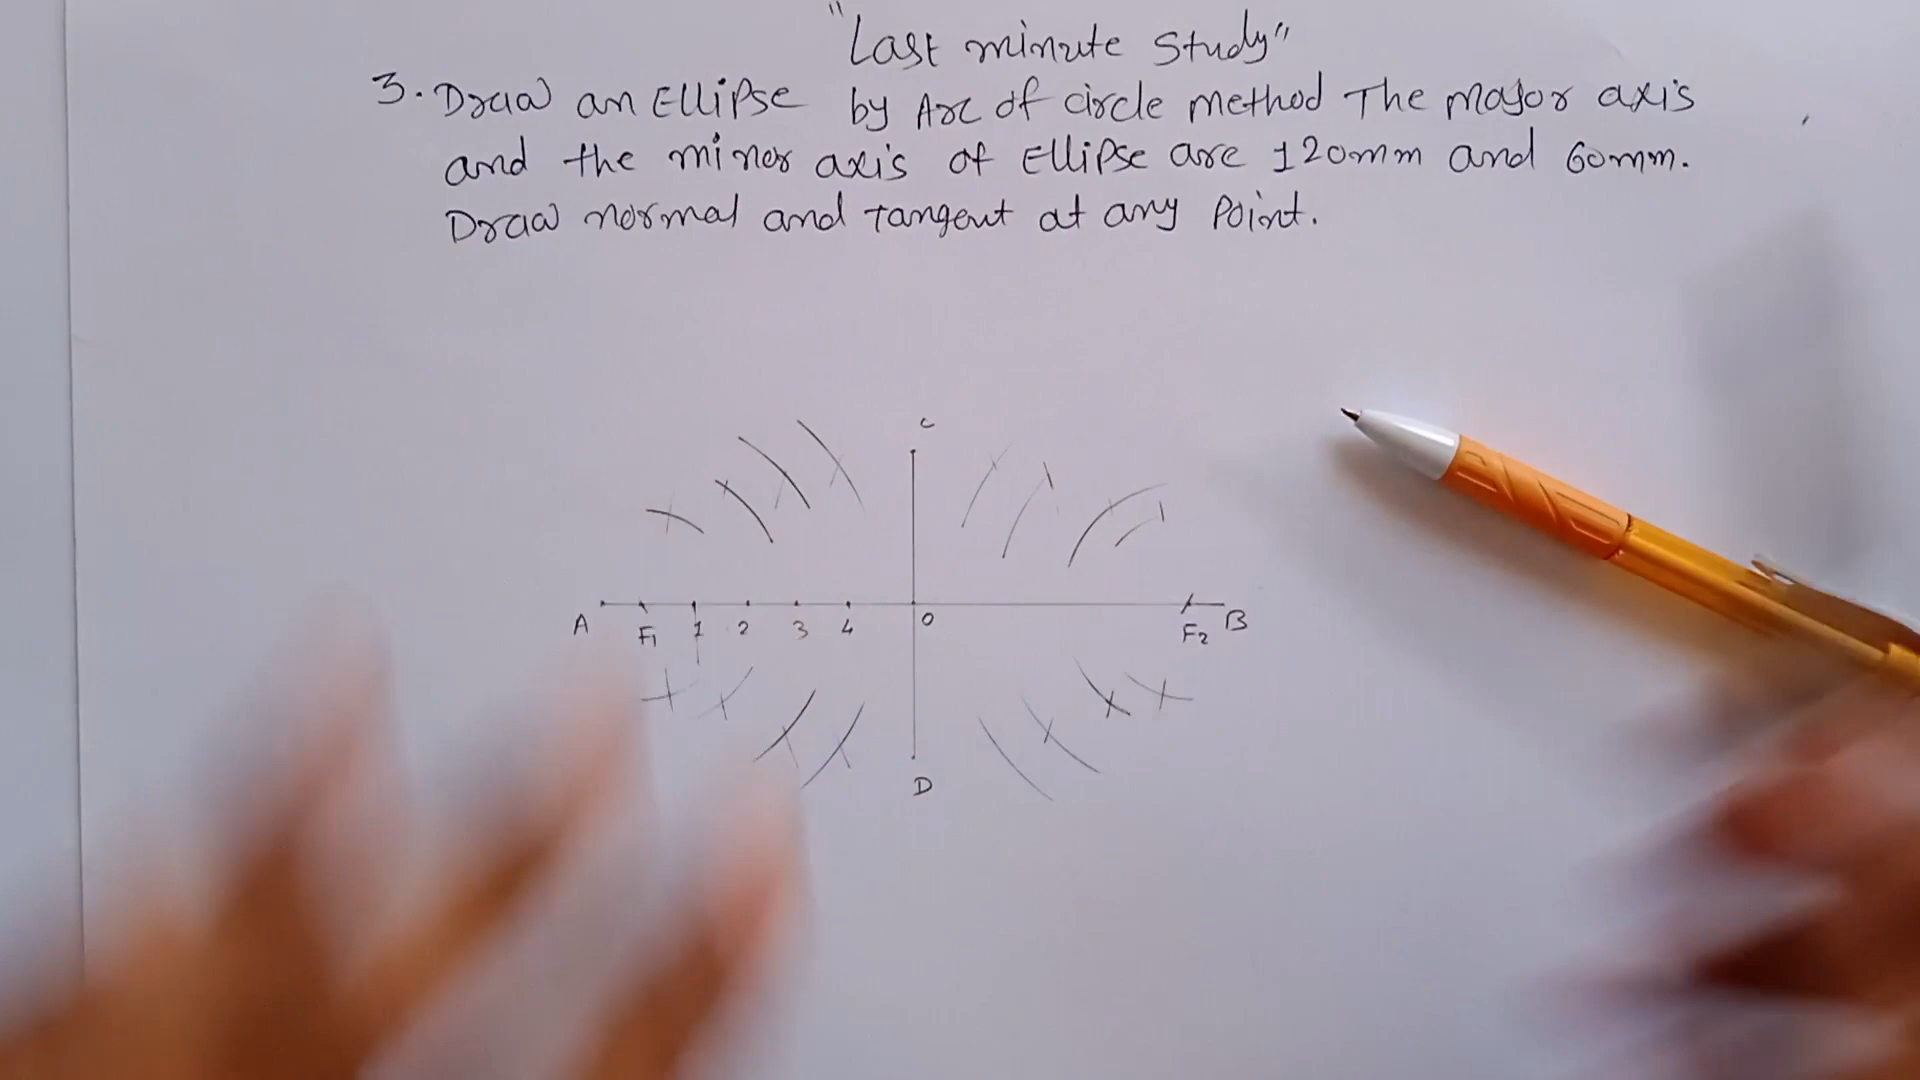 "Last minute Study"
3. Draw an Ellipse by Arc of circle method The major axis
and the minor axis of Ellipse are 120mm and 60mm.
Draw normal and Tangent at any Point.
C
A F1 1 2 3 4 O F2 B
D